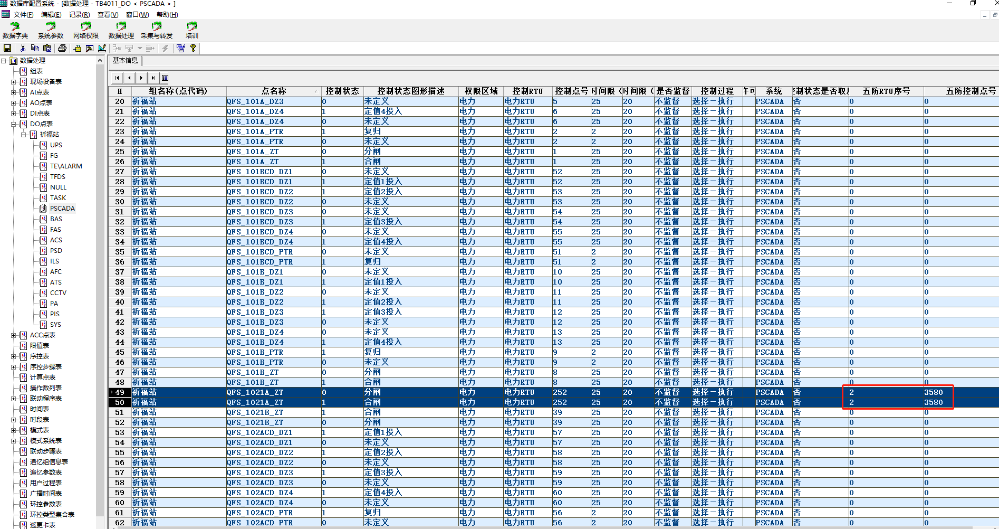 数据库配置系统 - [数据处理 - TB4011_DO < PSCADA > ]
文件(F) 编辑(E) 记录(R) 查看(V) 窗口(W) 帮助(H)
数据字典 系统参数 网络权限 数据处理 采集与转发 培训
数据处理
组表
现场设备表
AI点表
AO点表
DI点表
DO点表
祈福站
UPS
FG
TE\ALARM
TFDS
NULL
TASK
PSCADA
BAS
FAS
ACS
PSD
ILS
AFC
ATS
CCTV
PA
PIS
SYS
ACC点表
限值表
序控表
序控步骤表
计算点表
操作数列表
联动程序表
时间表
时段表
模式表
模式系统表
联动步骤表
追忆组信息表
追忆参数表
用户过程表
广播时间表
环控参数表
环控类型集合表
巡更卡表
基本信息
H 组名称(点代码) 点名称 控制状态 控制状态图形描述 权限区域 控制RTU 控制点号 时间限( 时间限( 是否监督 控制过程 许可 系统 控制状态是否取 五防RTU序号 五防控制点号
20 祈福站 QFS_101A_DZ3 0 未定义 电力 电力RTU 5 25 20 不监督 选择－执行 PSCADA 否 0 0
21 祈福站 QFS_101A_DZ4 1 定值4投入 电力 电力RTU 6 25 20 不监督 选择－执行 PSCADA 否 0 0
22 祈福站 QFS_101A_DZ4 0 未定义 电力 电力RTU 6 25 20 不监督 选择－执行 PSCADA 否 0 0
23 祈福站 QFS_101A_PTR 1 复归 电力 电力RTU 2 2 20 不监督 选择－执行 PSCADA 否 0 0
24 祈福站 QFS_101A_PTR 0 未定义 电力 电力RTU 2 2 20 不监督 选择－执行 PSCADA 否 0 0
25 祈福站 QFS_101A_ZT 0 分闸 电力 电力RTU 1 25 20 不监督 选择－执行 PSCADA 否 0 0
26 祈福站 QFS_101A_ZT 1 合闸 电力 电力RTU 1 25 20 不监督 选择－执行 PSCADA 否 0 0
27 祈福站 QFS_101BCD_DZ1 0 未定义 电力 电力RTU 52 25 20 不监督 选择－执行 PSCADA 否 0 0
28 祈福站 QFS_101BCD_DZ1 1 定值1投入 电力 电力RTU 52 25 20 不监督 选择－执行 PSCADA 否 0 0
29 祈福站 QFS_101BCD_DZ2 1 定值2投入 电力 电力RTU 53 25 20 不监督 选择－执行 PSCADA 否 0 0
30 祈福站 QFS_101BCD_DZ2 0 未定义 电力 电力RTU 53 25 20 不监督 选择－执行 PSCADA 否 0 0
31 祈福站 QFS_101BCD_DZ3 0 未定义 电力 电力RTU 54 25 20 不监督 选择－执行 PSCADA 否 0 0
32 祈福站 QFS_101BCD_DZ3 1 定值3投入 电力 电力RTU 54 25 20 不监督 选择－执行 PSCADA 否 0 0
33 祈福站 QFS_101BCD_DZ4 0 未定义 电力 电力RTU 55 25 20 不监督 选择－执行 PSCADA 否 0 0
34 祈福站 QFS_101BCD_DZ4 1 定值4投入 电力 电力RTU 55 25 20 不监督 选择－执行 PSCADA 否 0 0
35 祈福站 QFS_101BCD_PTR 0 未定义 电力 电力RTU 51 2 20 不监督 选择－执行 PSCADA 否 0 0
36 祈福站 QFS_101BCD_PTR 1 复归 电力 电力RTU 51 2 20 不监督 选择－执行 PSCADA 否 0 0
37 祈福站 QFS_101B_DZ1 0 未定义 电力 电力RTU 10 25 20 不监督 选择－执行 PSCADA 否 0 0
38 祈福站 QFS_101B_DZ1 1 定值1投入 电力 电力RTU 10 25 20 不监督 选择－执行 PSCADA 否 0 0
39 祈福站 QFS_101B_DZ2 0 未定义 电力 电力RTU 11 25 20 不监督 选择－执行 PSCADA 否 0 0
40 祈福站 QFS_101B_DZ2 1 定值2投入 电力 电力RTU 11 25 20 不监督 选择－执行 PSCADA 否 0 0
41 祈福站 QFS_101B_DZ3 1 定值3投入 电力 电力RTU 12 25 20 不监督 选择－执行 PSCADA 否 0 0
42 祈福站 QFS_101B_DZ3 0 未定义 电力 电力RTU 12 25 20 不监督 选择－执行 PSCADA 否 0 0
43 祈福站 QFS_101B_DZ4 0 未定义 电力 电力RTU 13 25 20 不监督 选择－执行 PSCADA 否 0 0
44 祈福站 QFS_101B_DZ4 1 定值4投入 电力 电力RTU 13 25 20 不监督 选择－执行 PSCADA 否 0 0
45 祈福站 QFS_101B_PTR 1 复归 电力 电力RTU 9 2 20 不监督 选择－执行 PSCADA 否 0 0
46 祈福站 QFS_101B_PTR 0 未定义 电力 电力RTU 9 2 20 不监督 选择－执行 PSCADA 否 0 0
47 祈福站 QFS_101B_ZT 0 分闸 电力 电力RTU 8 25 20 不监督 选择－执行 PSCADA 否 0 0
48 祈福站 QFS_101B_ZT 1 合闸 电力 电力RTU 8 25 20 不监督 选择－执行 PSCADA 否 0 0
49 祈福站 QFS_1021A_ZT 0 分闸 电力 电力RTU 252 25 20 不监督 选择－执行 PSCADA 否 2 3580
50 祈福站 QFS_1021A_ZT 1 合闸 电力 电力RTU 252 25 20 不监督 选择－执行 PSCADA 否 2 3580
51 祈福站 QFS_1021B_ZT 1 合闸 电力 电力RTU 39 25 20 不监督 选择－执行 PSCADA 否 0 0
52 祈福站 QFS_1021B_ZT 0 分闸 电力 电力RTU 39 25 20 不监督 选择－执行 PSCADA 否 0 0
53 祈福站 QFS_102ACD_DZ1 1 定值1投入 电力 电力RTU 57 25 20 不监督 选择－执行 PSCADA 否 0 0
54 祈福站 QFS_102ACD_DZ1 0 未定义 电力 电力RTU 57 25 20 不监督 选择－执行 PSCADA 否 0 0
55 祈福站 QFS_102ACD_DZ2 1 定值2投入 电力 电力RTU 58 25 20 不监督 选择－执行 PSCADA 否 0 0
56 祈福站 QFS_102ACD_DZ2 0 未定义 电力 电力RTU 58 25 20 不监督 选择－执行 PSCADA 否 0 0
57 祈福站 QFS_102ACD_DZ3 1 定值3投入 电力 电力RTU 59 25 20 不监督 选择－执行 PSCADA 否 0 0
58 祈福站 QFS_102ACD_DZ3 0 未定义 电力 电力RTU 59 25 20 不监督 选择－执行 PSCADA 否 0 0
59 祈福站 QFS_102ACD_DZ4 1 定值4投入 电力 电力RTU 60 25 20 不监督 选择－执行 PSCADA 否 0 0
60 祈福站 QFS_102ACD_DZ4 0 未定义 电力 电力RTU 60 25 20 不监督 选择－执行 PSCADA 否 0 0
61 祈福站 QFS_102ACD_PTR 1 复归 电力 电力RTU 56 2 20 不监督 选择－执行 PSCADA 否 0 0
62 祈福站 QFS_102ACD_PTR 0 未定义 电力 电力RTU 56 2 20 不监督 选择－执行 PSCADA 否 0 0